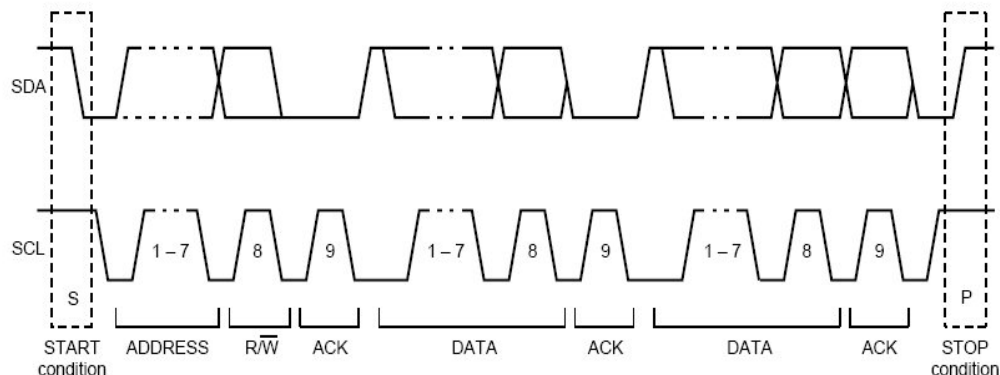 SDA
SCL
1 – 7 8 9 1 – 7 8 9 1 – 7 8 9
S P
START condition ADDRESS R/W̅ ACK DATA ACK DATA ACK STOP condition